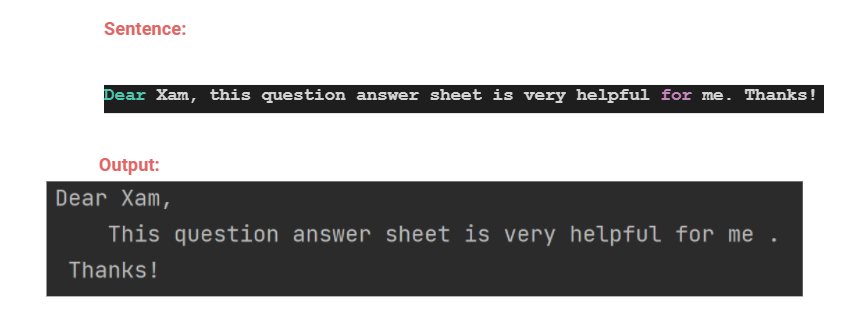 Sentence:
Dear Xam, this question answer sheet is very helpful for me. Thanks!
Output:
Dear Xam,
This question answer sheet is very helpful for me .
Thanks!